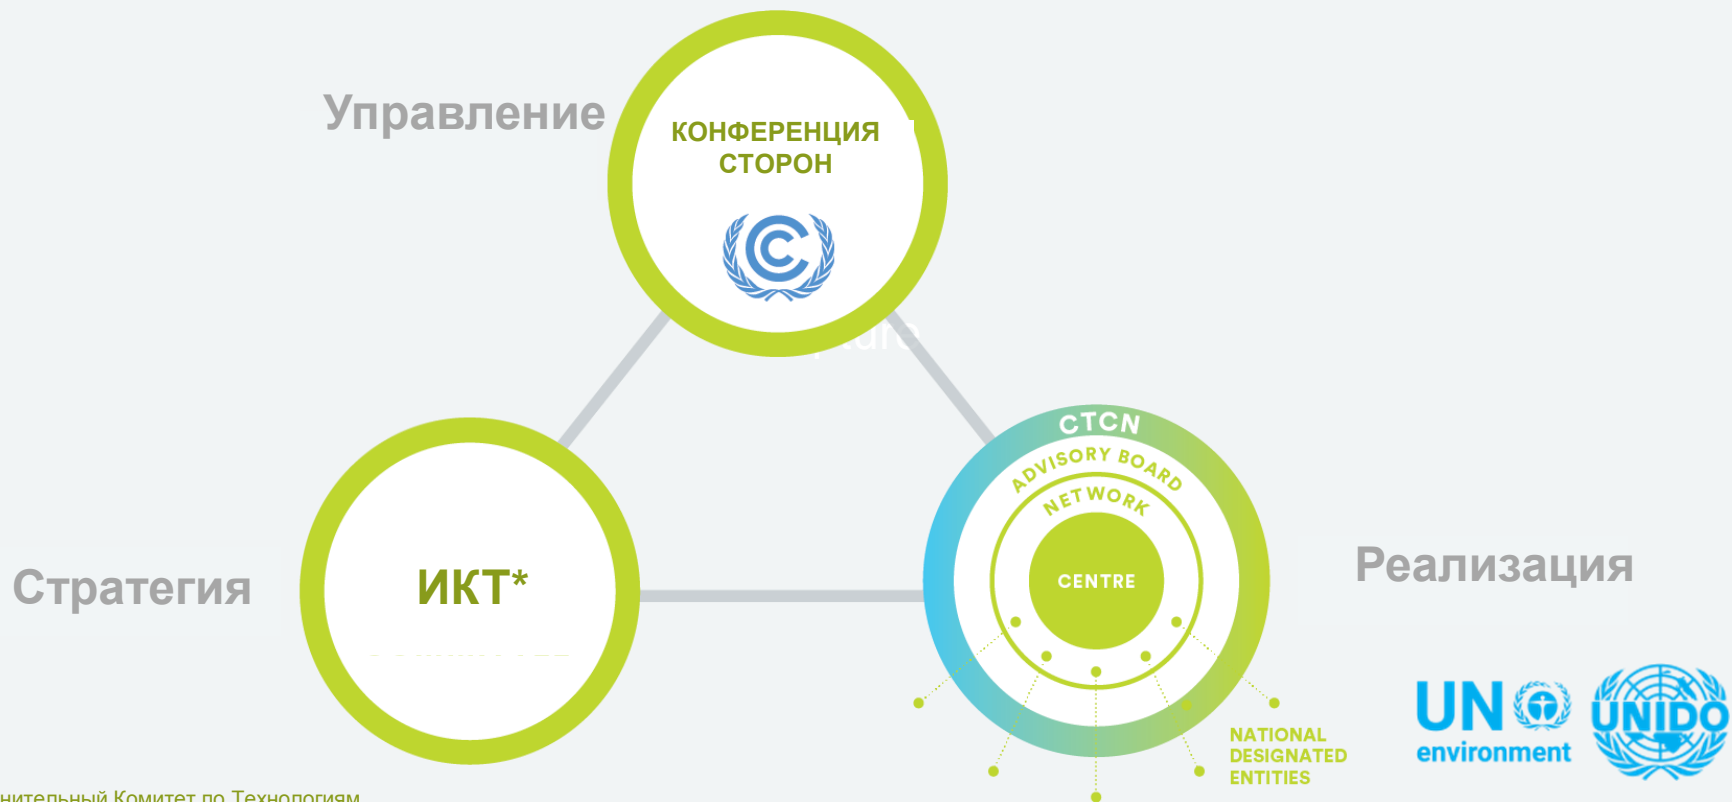 Управление
КОНФЕРЕНЦИЯ
СТОРОН
CTCN
ADVISORY BOARD
NETWORK
CENTRE
Стратегия
ИКТ*
Реализация
NATIONAL
DESIGNATED
ENTITIES
UN
environment
UNIDO
Комитет по Технологиям